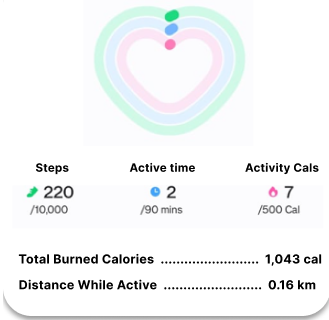 Steps Active time Activity Cals
220 2 7
/10,000 /90 mins /500 Cal
Total Burned Calories ......................... 1,043 cal
Distance While Active ......................... 0.16 km